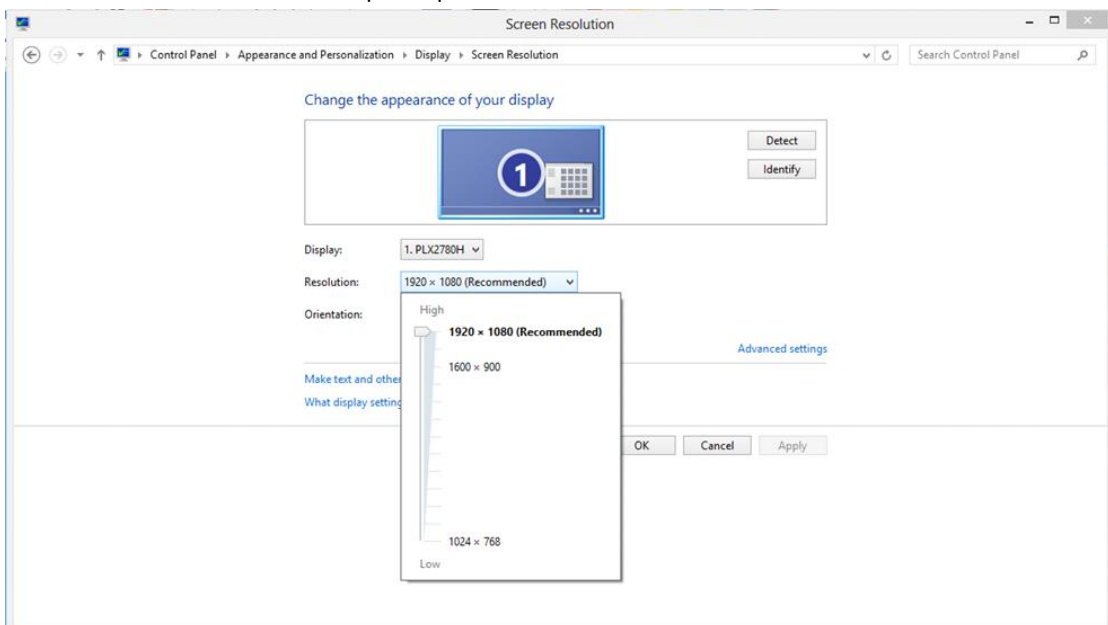 Screen Resolution
Control Panel Appearance and Personalization Display Screen Resolution
Search Control Panel
Change the appearance of your display
1
Detect
Identify
Display:
1. PLX2780H
Resolution:
1920 × 1080 (Recommended)
Orientation:
High
1920 × 1080 (Recommended)
1600 × 900
1024 × 768
Low
Advanced settings
Make text and other
What display setting
OK Cancel Apply